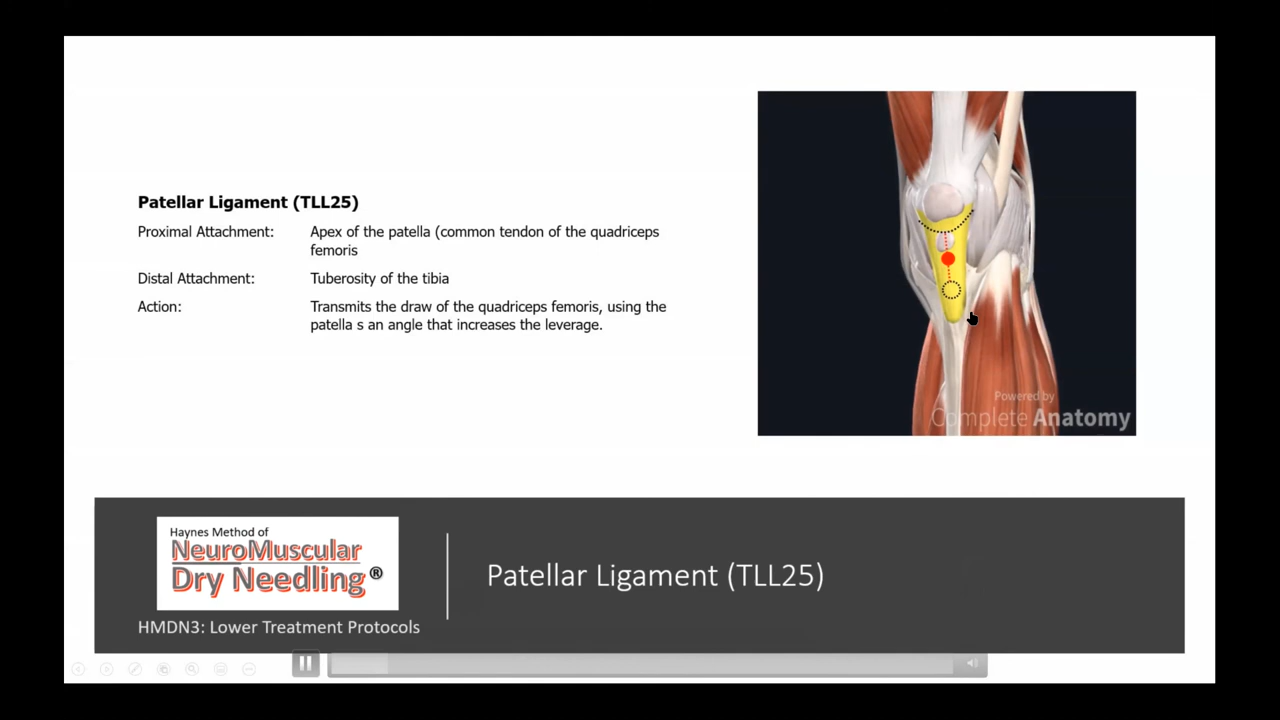 Patellar Ligament (TLL25)
Proximal Attachment: Apex of the patella (common tendon of the quadriceps
femoris
Distal Attachment: Tuberosity of the tibia
Action: Transmits the draw of the quadriceps femoris, using the
patella s an angle that increases the leverage.
Powered by
Complete Anatomy
Haynes Method of
NeuroMuscular
Dry Needling®
HMDN3: Lower Treatment Protocols
Patellar Ligament (TLL25)